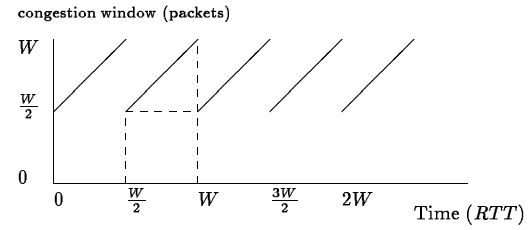 congestion window (packets)
W
W/2
0
0 W/2 W 3W/2 2W
Time (RTT)